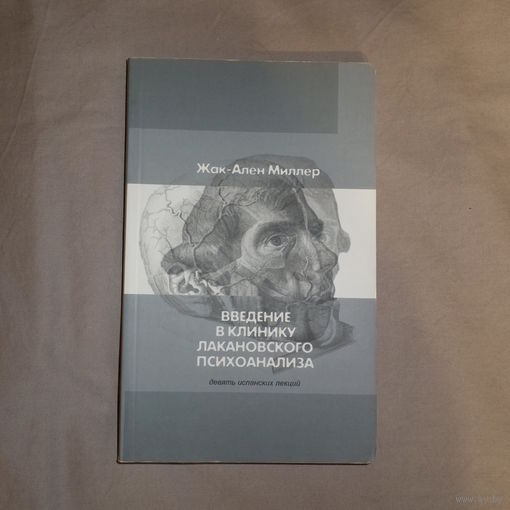 Жак-Ален Миллер
ВВЕДЕНИЕ
В КЛИНИКУ
ЛАКАНОВСКОГО
ПСИХОАНАЛИЗА
девять испанских лекций